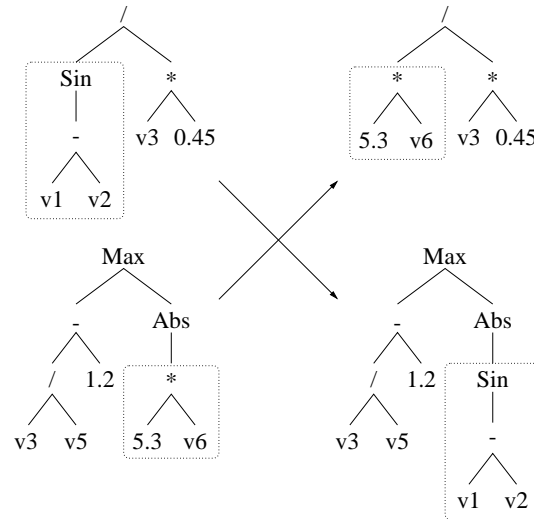 / /
Sin * * *
- v3 0.45 5.3 v6 v3 0.45
v1 v2
Max Max
- Abs - Abs
/ 1.2 * / 1.2 Sin
v3 v5 5.3 v6 v3 v5 -
v1 v2